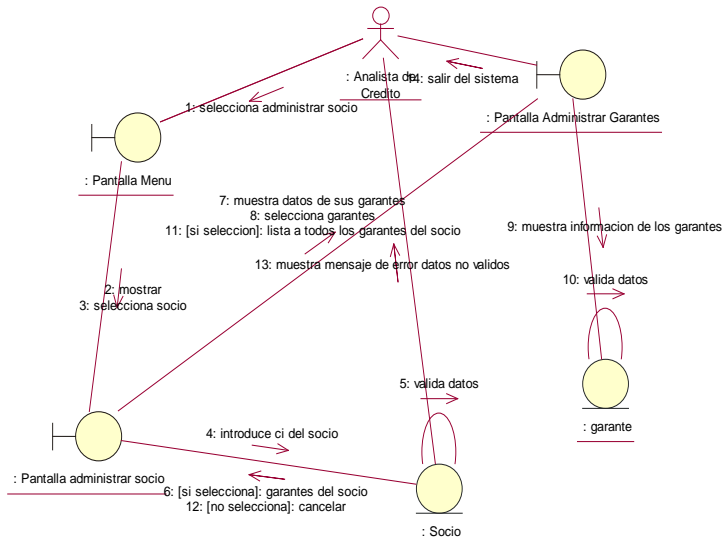 : Analista de
Credito
14: salir del sistema
: Pantalla Administrar Garantes
1: selecciona administrar socio
: Pantalla Menu
7: muestra datos de sus garantes
8: selecciona garantes
11: [si seleccion]: lista a todos los garantes del socio
9: muestra informacion de los garantes
13: muestra mensaje de error datos no validos
10: valida datos
2: mostrar
3: selecciona socio
5: valida datos
: garante
4: introduce ci del socio
: Pantalla administrar socio
6: [si selecciona]: garantes del socio
12: [no selecciona]: cancelar
: Socio